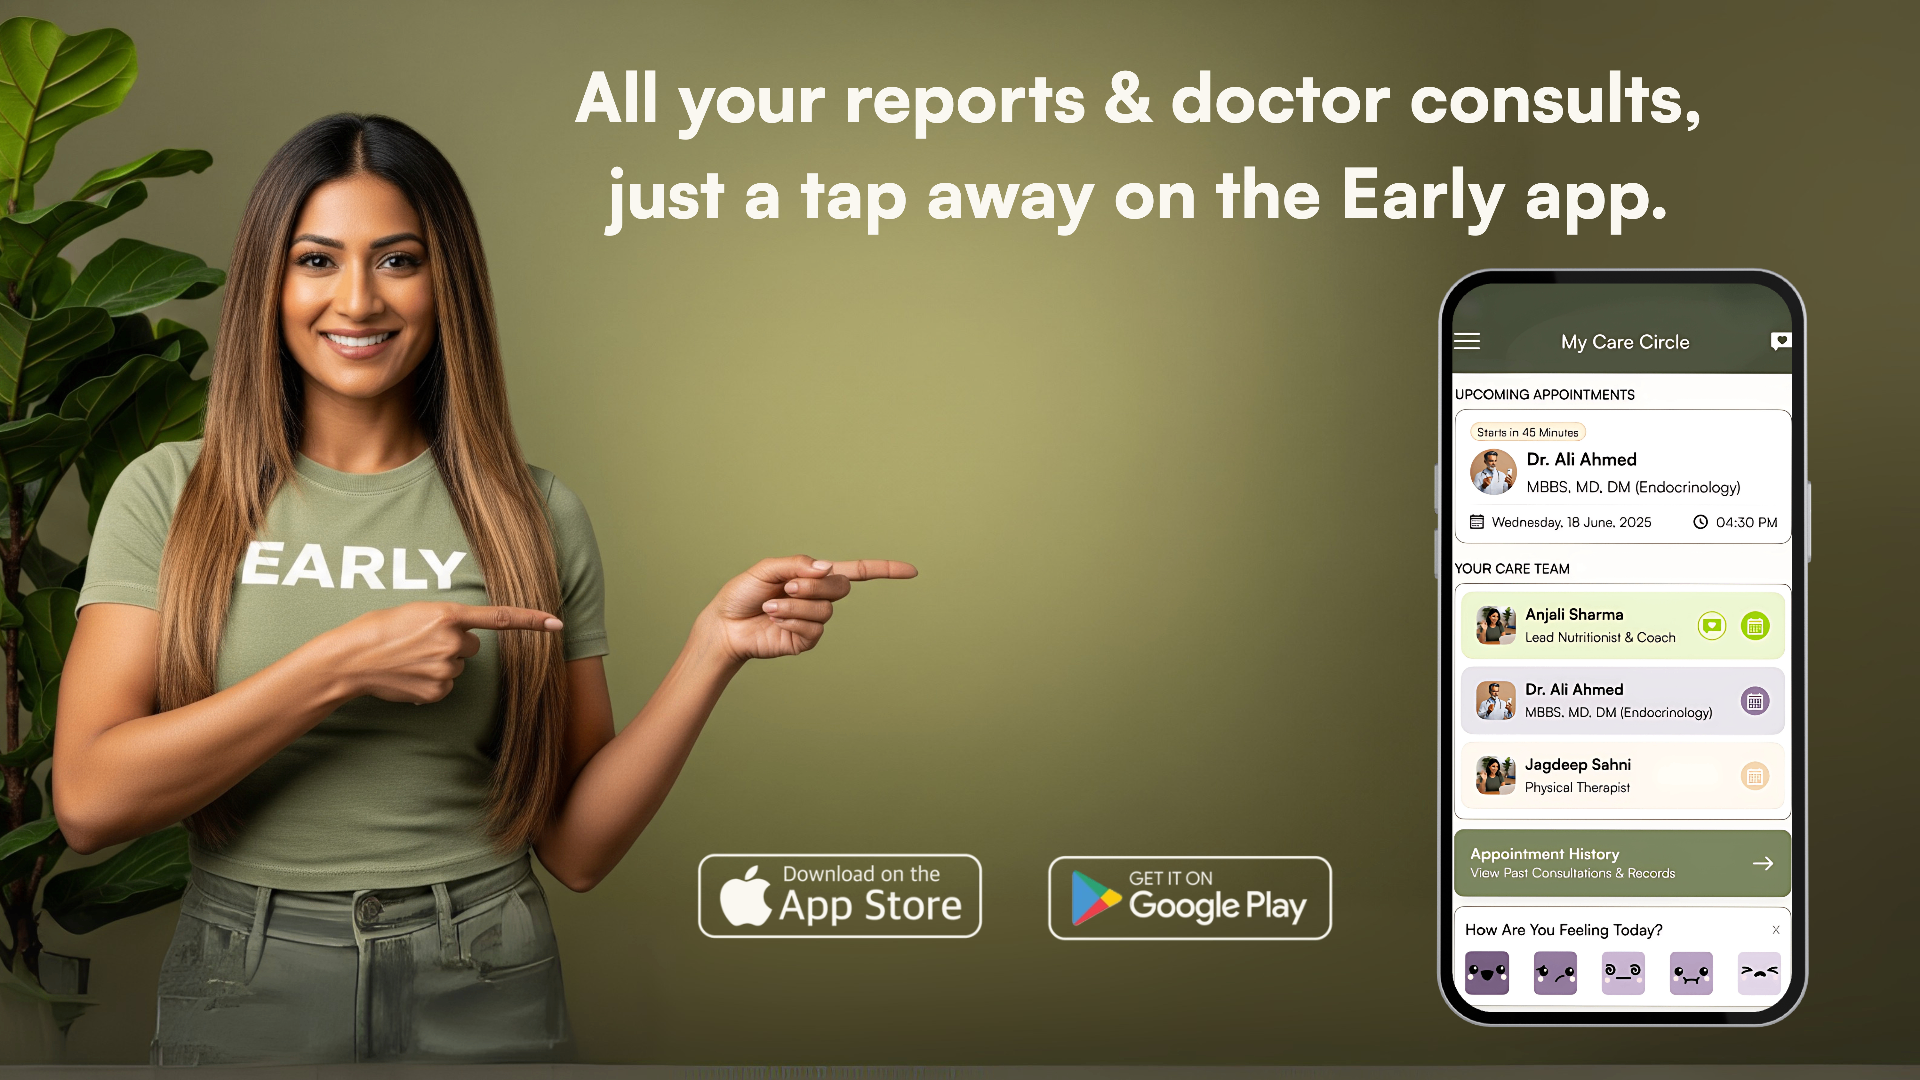 All your reports & doctor consults,
just a tap away on the Early app.
EARLY
Download on the
App Store
GET IT ON
Google Play
My Care Circle
UPCOMING APPOINTMENTS
Starts in 45 Minutes
Dr. Ali Ahmed
MBBS, MD, DM (Endocrinology)
Wednesday, 18 June, 2025 04:30 PM
YOUR CARE TEAM
Anjali Sharma
Lead Nutritionist & Coach
Dr. Ali Ahmed
MBBS, MD, DM (Endocrinology)
Jagdeep Sahni
Physical Therapist
Appointment History
View Past Consultations & Records
How Are You Feeling Today? X